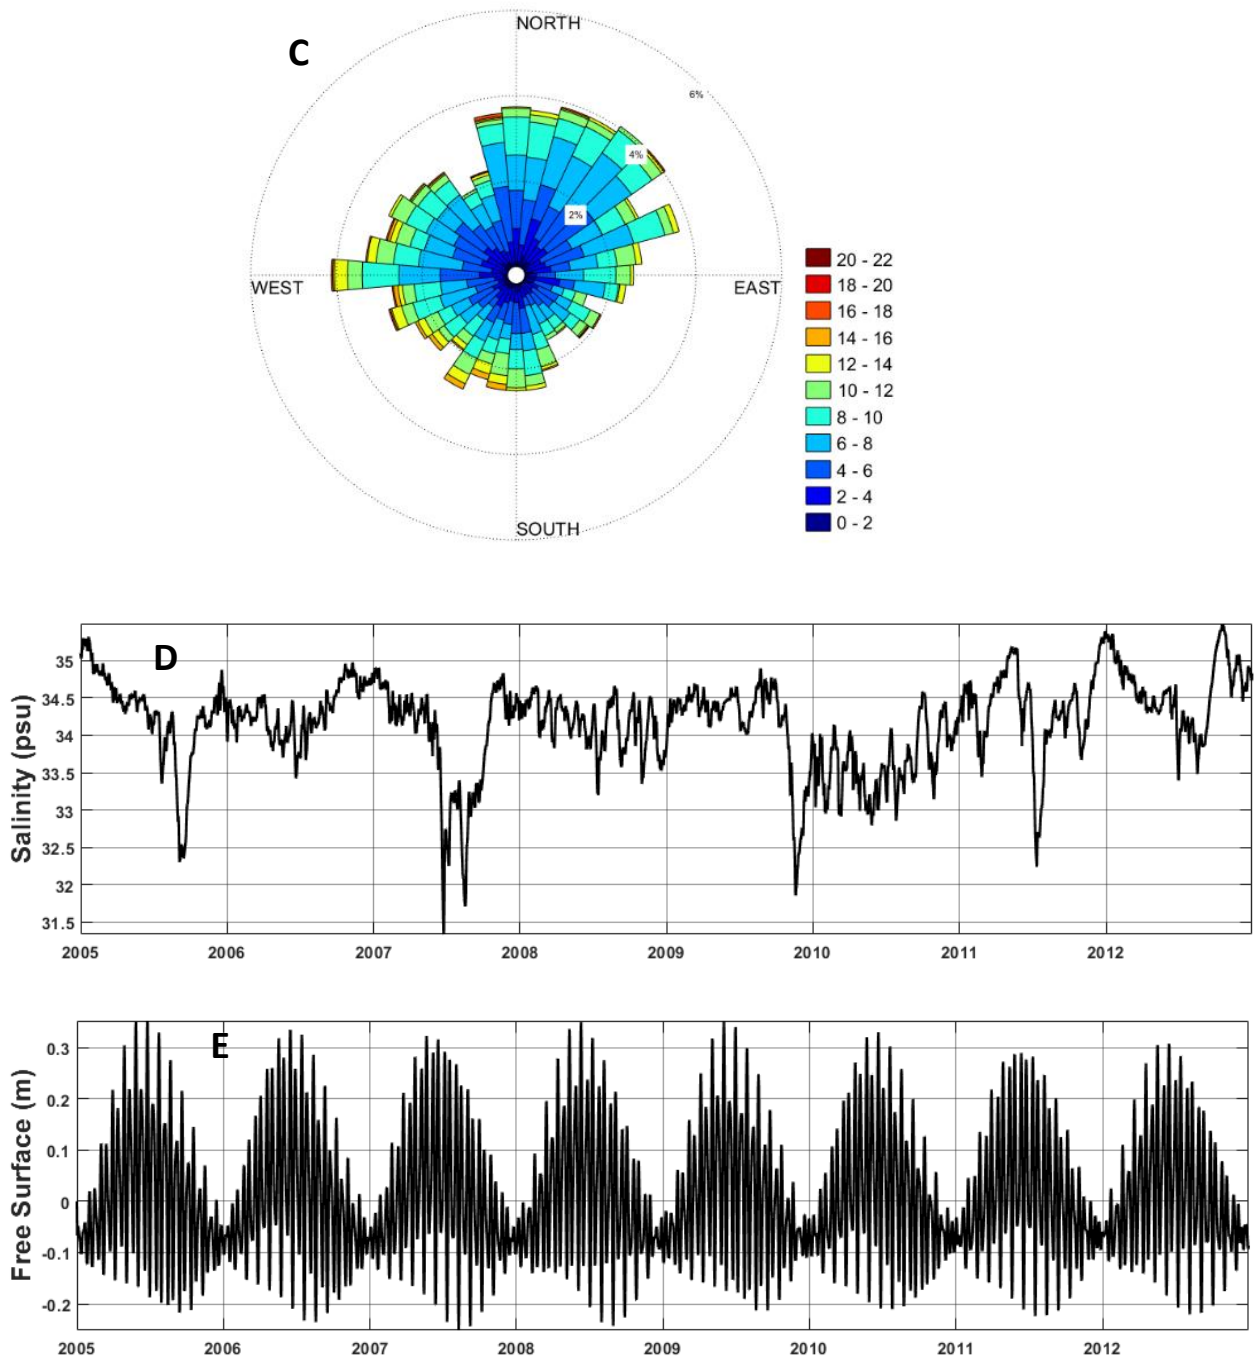 C
NORTH
6%
4%
2%
WEST
EAST
SOUTH
20 - 22
18 - 20
16 - 18
14 - 16
12 - 14
10 - 12
8 - 10
6 - 8
4 - 6
2 - 4
0 - 2
D
Salinity (psu)
35
34.5
34
33.5
33
32.5
32
31.5
2005 2006 2007 2008 2009 2010 2011 2012
E
Free Surface (m)
0.3
0.2
0.1
0
-0.1
-0.2
2005 2006 2007 2008 2009 2010 2011 2012